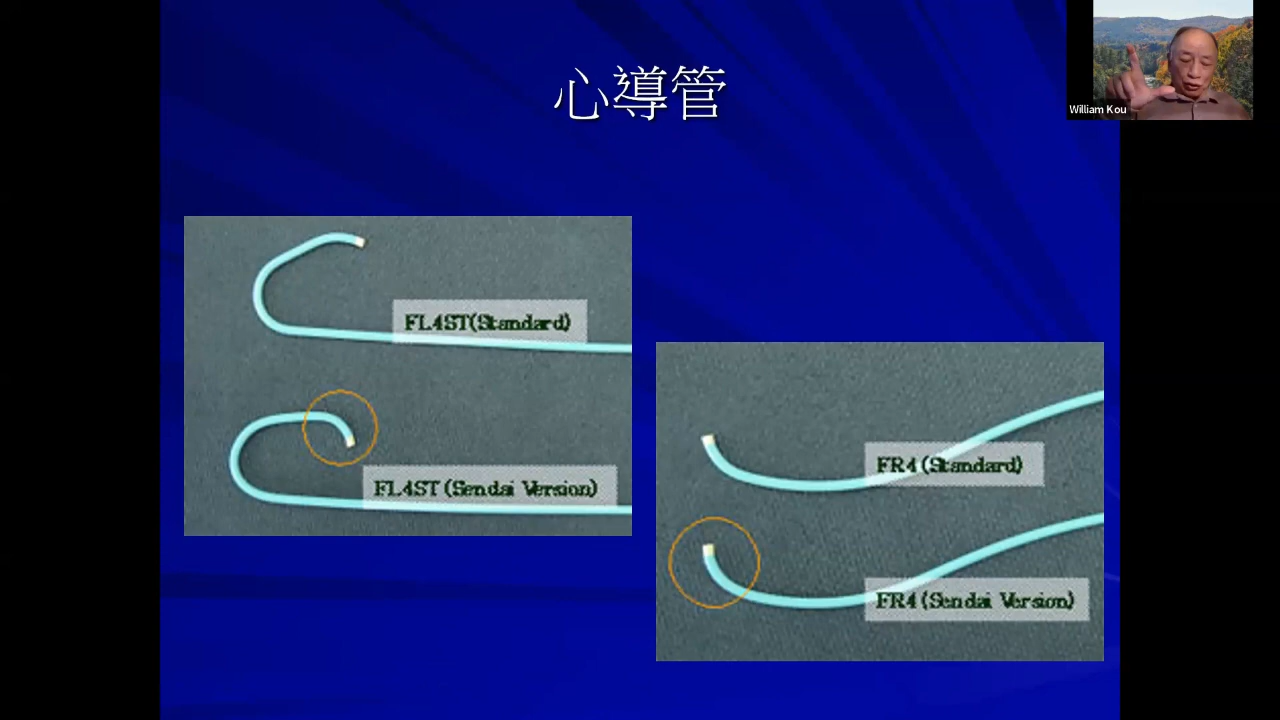 心導管
William Kou
FL4ST(Standard)
FL4ST (Sendai Version)
FR4 (Standard)
FR4 (Sendai Version)